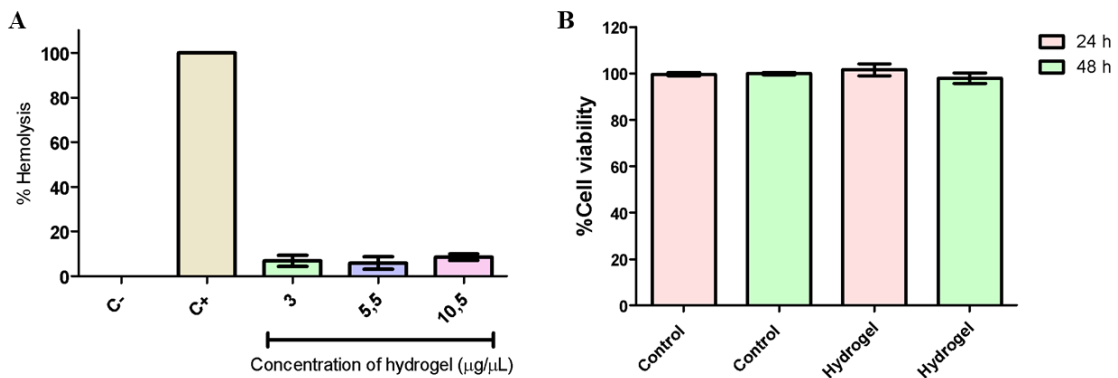 A
% Hemolysis
100
80
60
40
20
0
C-
C+
3
5,5
10,5
Concentration of hydrogel (µg/µL)
B
%Cell viability
120
100
80
60
40
20
0
Control
Control
Hydrogel
Hydrogel
24 h
48 h